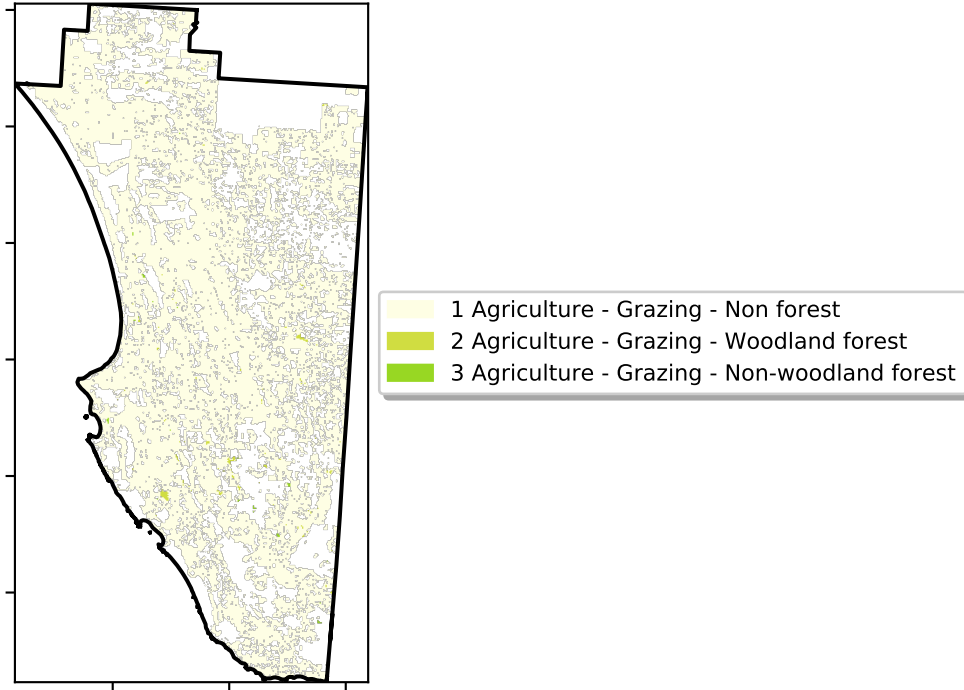 1 Agriculture - Grazing - Non forest
2 Agriculture - Grazing - Woodland forest
3 Agriculture - Grazing - Non-woodland forest